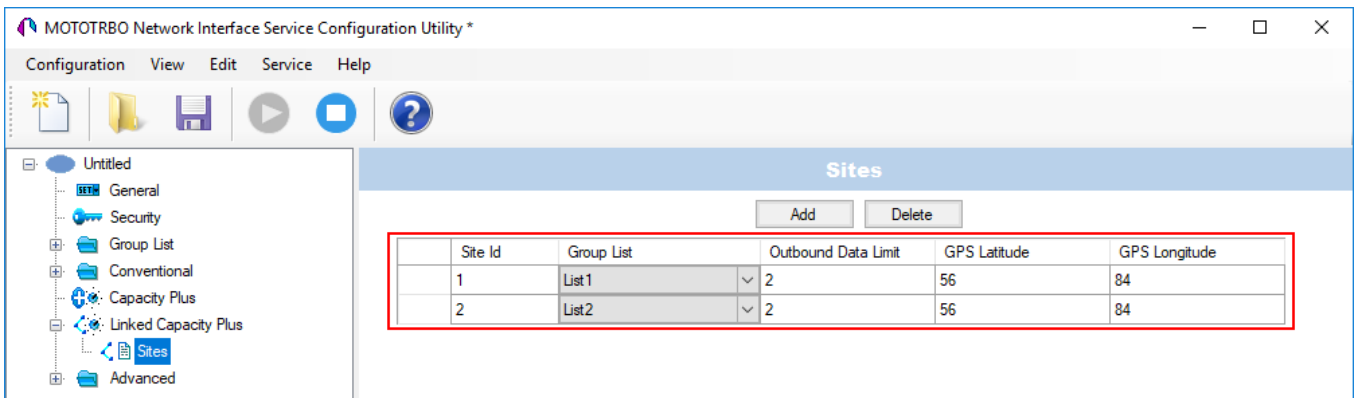 MOTOTRBO Network Interface Service Configuration Utility *
Configuration View Edit Service Help
?
Untitled
SET General
Security
Group List
Conventional
Capacity Plus
Linked Capacity Plus
Sites
Advanced
Sites
Add Delete
Site Id Group List Outbound Data Limit GPS Latitude GPS Longitude
1 List1 2 56 84
2 List2 2 56 84